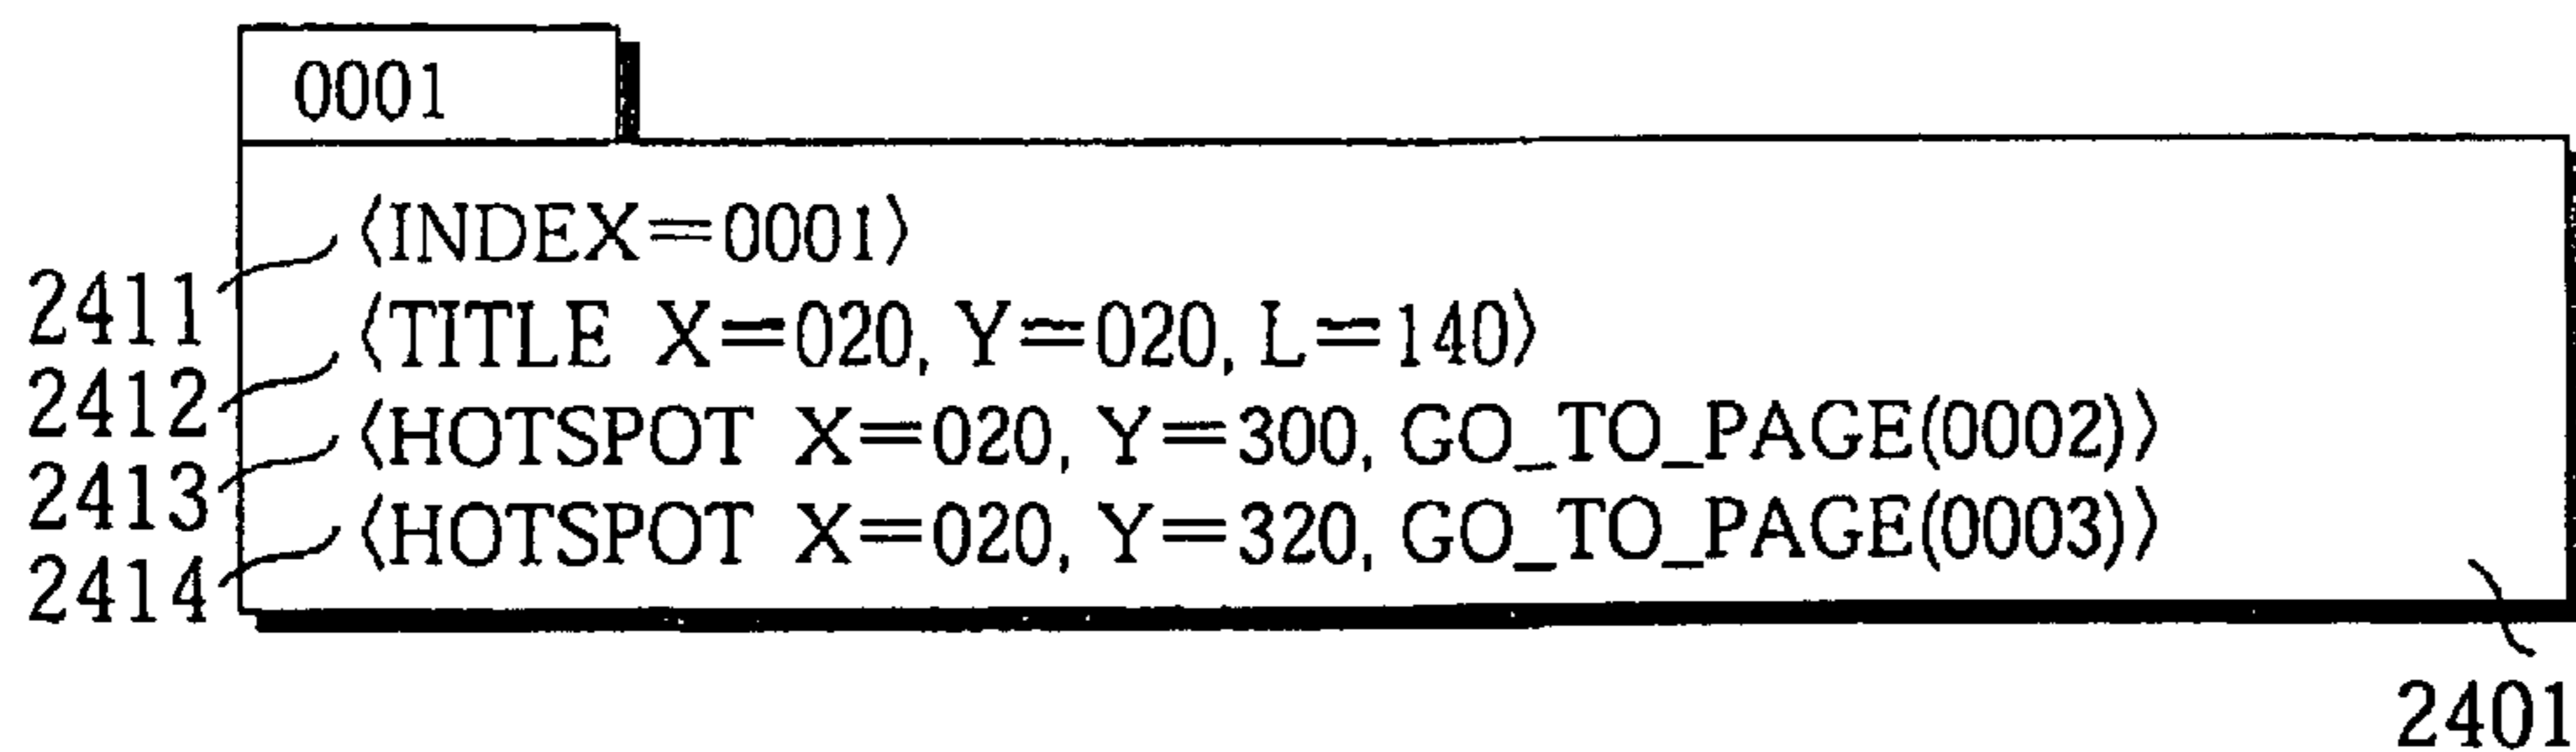 0001
2411 〈INDEX=0001〉
2412 〈TITLE X=020, Y=020, L=140〉
2413 〈HOTSPOT X=020, Y=300, GO_TO_PAGE(0002)〉
2414 〈HOTSPOT X=020, Y=320, GO_TO_PAGE(0003)〉
2401